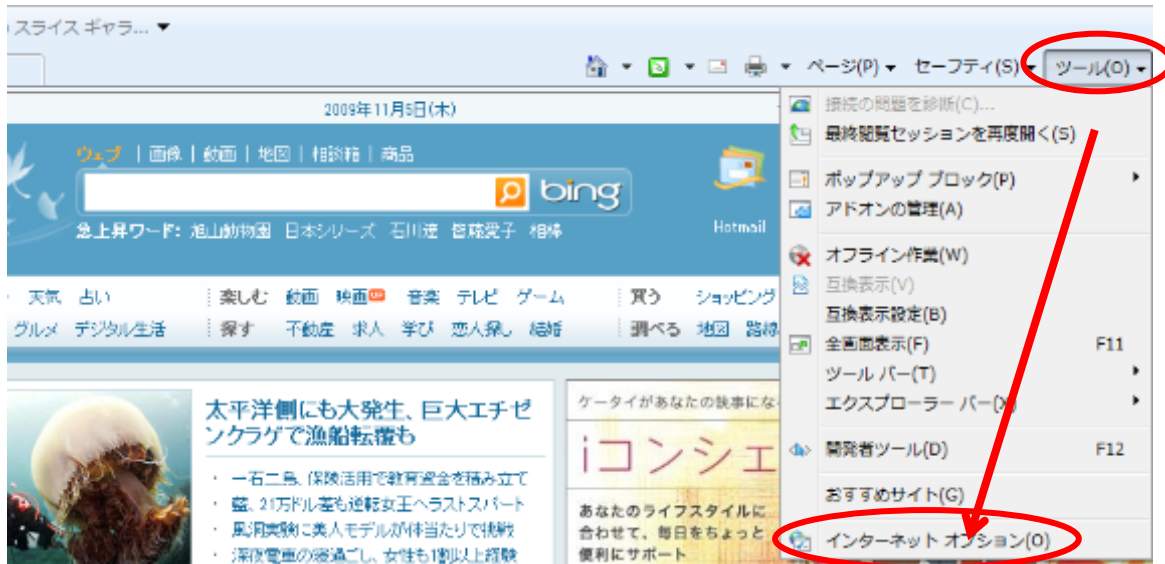 スライス ギャラ...
ページ(P)
セーフティ(S)
ツール(O)
2009年11月5日(木)
ウェブ | 画像 | 動画 | 地図 | 相談箱 | 商品
bing
急上昇ワード: 旭山動物園 日本シリーズ 石川遼 皆藤愛子 相棒
Hotmail
天気 占い
楽しむ 動画 映画 音楽 テレビ ゲーム
買う ショッピング
グルメ デジタル生活
探す 不動産 求人 学び 恋人探し 結婚
調べる 地図 路線
太平洋側にも大発生、巨大エチゼ
ンクラゲで漁船転覆も
・ 一石二鳥、保険活用で教育資金を積み立て
・ 藍、21万ドル差も逆転女王へラストスパート
・ 風洞実験に美人モデルが体当たりで挑戦
・ 深夜電車の寝過ごし、女性も1割以上経験
ケータイがあなたの執事にな
iコンシェ
あなたのライフスタイルに
合わせて、毎日をちょっと
便利にサポート
接続の問題を診断(C)...
最終閲覧セッションを再度開く(S)
ポップアップ ブロック(P)
アドオンの管理(A)
オフライン作業(W)
互換表示(V)
互換表示設定(B)
全画面表示(F) F11
ツール バー(T)
エクスプローラー バー(X)
開発者ツール(D) F12
おすすめサイト(G)
インターネット オプション(O)